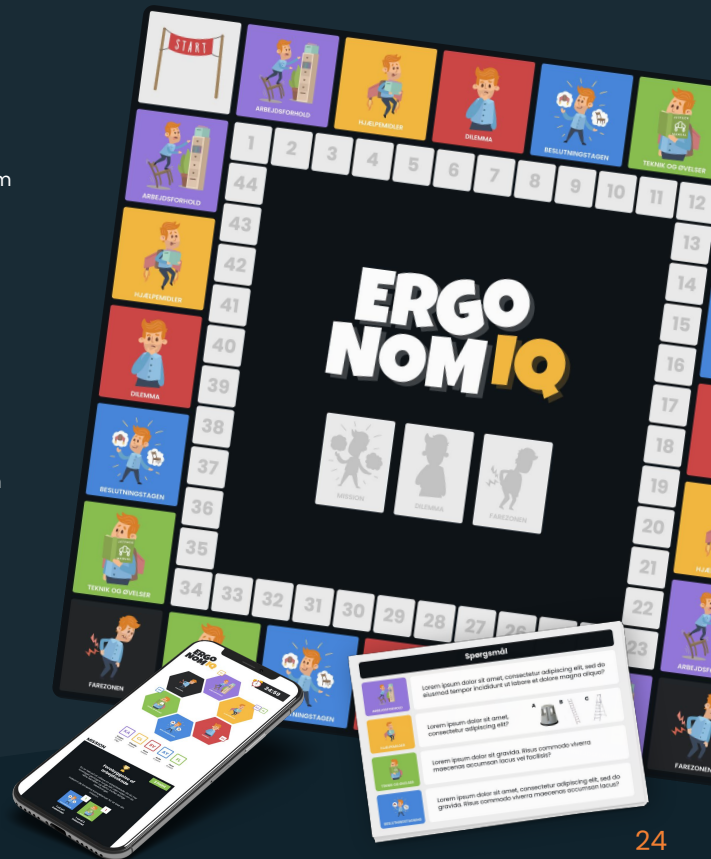 START
ARBEJDSFORHOLD
HJÆLPEMIDLER
DILEMMA
BESLUTNINGSTAGEN
TEKNIK OG ØVELSER
ARBEJDSFORHOLD
HJÆLPEMIDLER
DILEMMA
BESLUTNINGSTAGEN
TEKNIK OG ØVELSER
FAREZONEN
1 2 3 4 5 6 7 8 9 10 11 12
44
43
42
41
40
39
38
37
36
35
34 33 32 31 30 29 28 27 26
13
14
15
16
17
18
19
20
21
22
23
ERGO
NOM IQ
MISSION
DILEMMA
FAREZONEN
FAREZONEN
ERGO
NOM IQ
24:59
MISSION
Spørgsmål
Lorem ipsum dolor sit amet, consectetur adipiscing elit, sed do
eiusmod tempor incididunt ut labore et dolore magna aliqua?
Lorem ipsum dolor sit amet,
consectetur adipiscing elit?
A B C
Lorem ipsum dolor sit gravida. Risus commodo viverra
maecenas accumsan lacus vel facilisis?
Lorem ipsum dolor sit amet, consectetur adipiscing elit, sed do
gravida. Risus commodo viverra maecenas accumsan lacus?
24